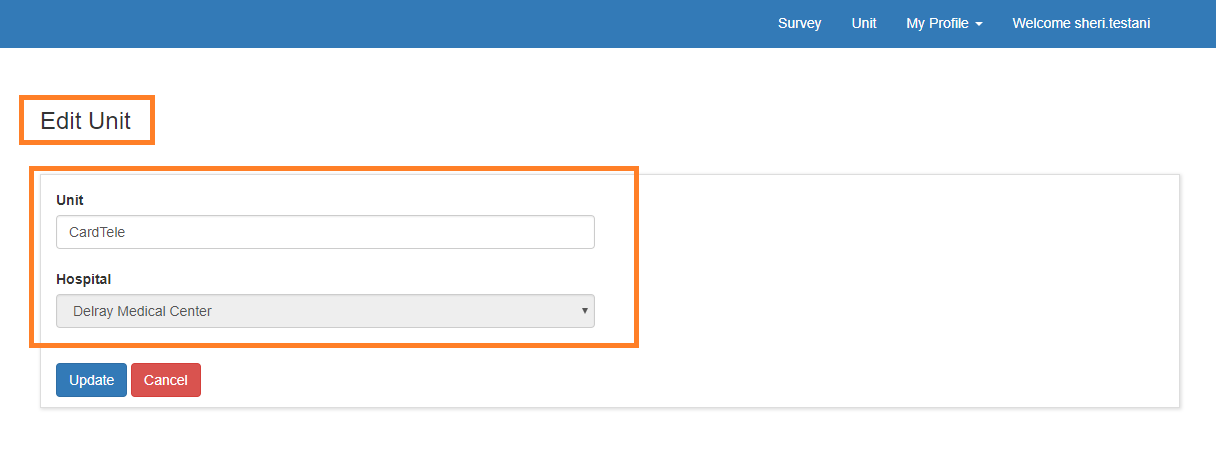 Survey Unit My Profile Welcome sheri.testani
Edit Unit
Unit
CardTele
Hospital
Delray Medical Center
Update Cancel